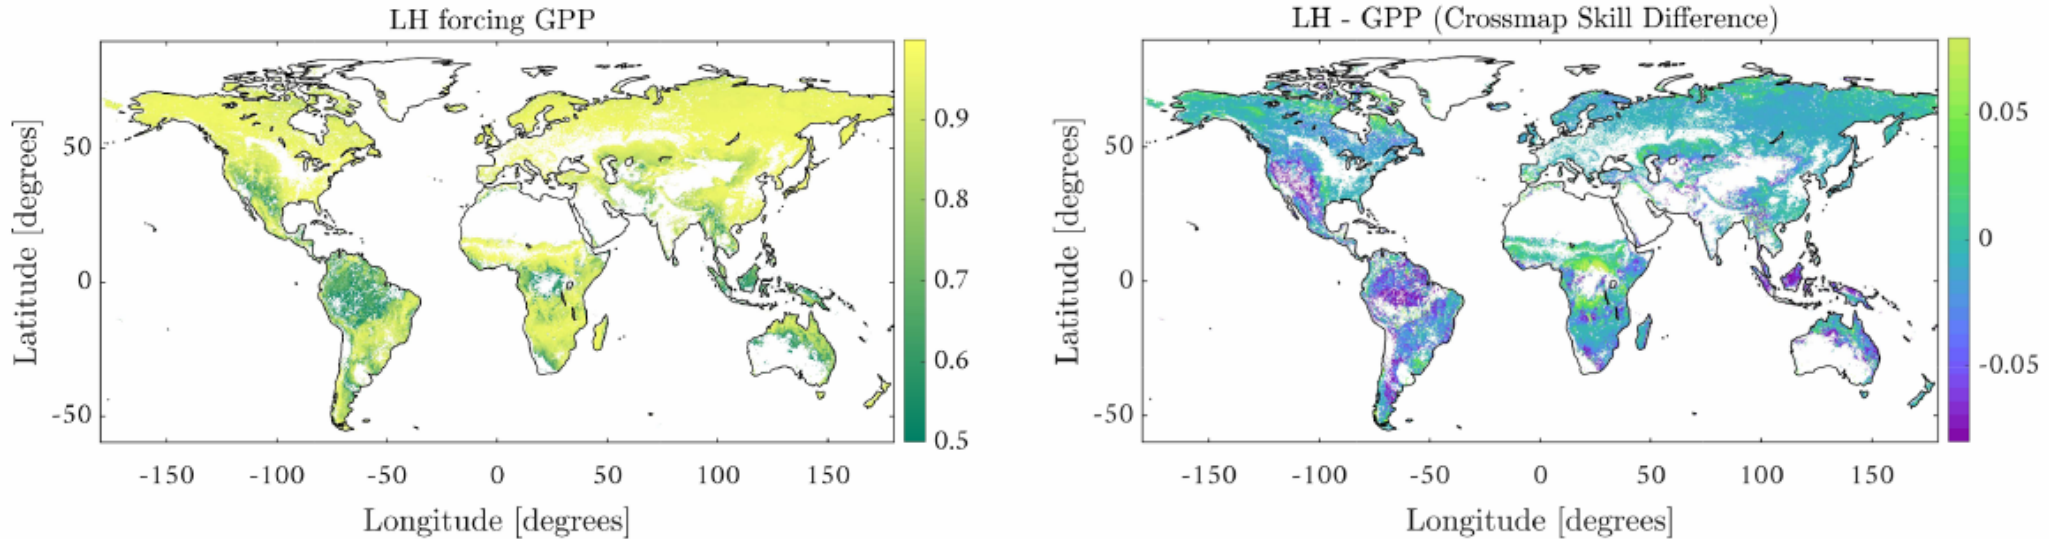 LH forcing GPP
Latitude [degrees]
50
0
-50
-150 -100 -50 0 50 100 150
Longitude [degrees]
0.9
0.8
0.7
0.6
0.5
LH - GPP (Crossmap Skill Difference)
Latitude [degrees]
50
0
-50
-150 -100 -50 0 50 100 150
Longitude [degrees]
0.05
0
-0.05